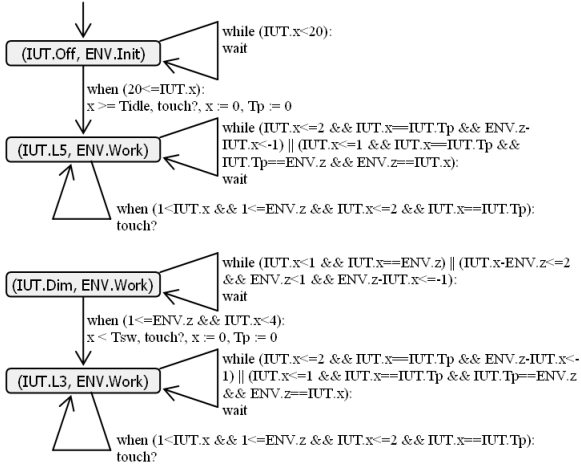 while (IUT.x<20):
wait
(IUT.Off, ENV.Init)
when (20<=IUT.x):
x >= Tidle, touch?, x := 0, Tp := 0
while (IUT.x<=2 && IUT.x==IUT.Tp && ENV.z-
IUT.x<-1) || (IUT.x<=1 && IUT.x==IUT.Tp &&
IUT.Tp==ENV.z && ENV.z==IUT.x):
wait
(IUT.L5, ENV.Work)
when (1<IUT.x && 1<=ENV.z && IUT.x<=2 && IUT.x==IUT.Tp):
touch?
while (IUT.x<1 && IUT.x==ENV.z) || (IUT.x-ENV.z<=2
&& ENV.z<1 && ENV.z-IUT.x<=-1):
wait
(IUT.Dim, ENV.Work)
when (1<=ENV.z && IUT.x<4):
x < Tsw, touch?, x := 0, Tp := 0
while (IUT.x<=2 && IUT.x==IUT.Tp && ENV.z-IUT.x<-
1) || (IUT.x<=1 && IUT.x==IUT.Tp && IUT.Tp==ENV.z
&& ENV.z==IUT.x):
wait
(IUT.L3, ENV.Work)
when (1<IUT.x && 1<=ENV.z && IUT.x<=2 && IUT.x==IUT.Tp):
touch?